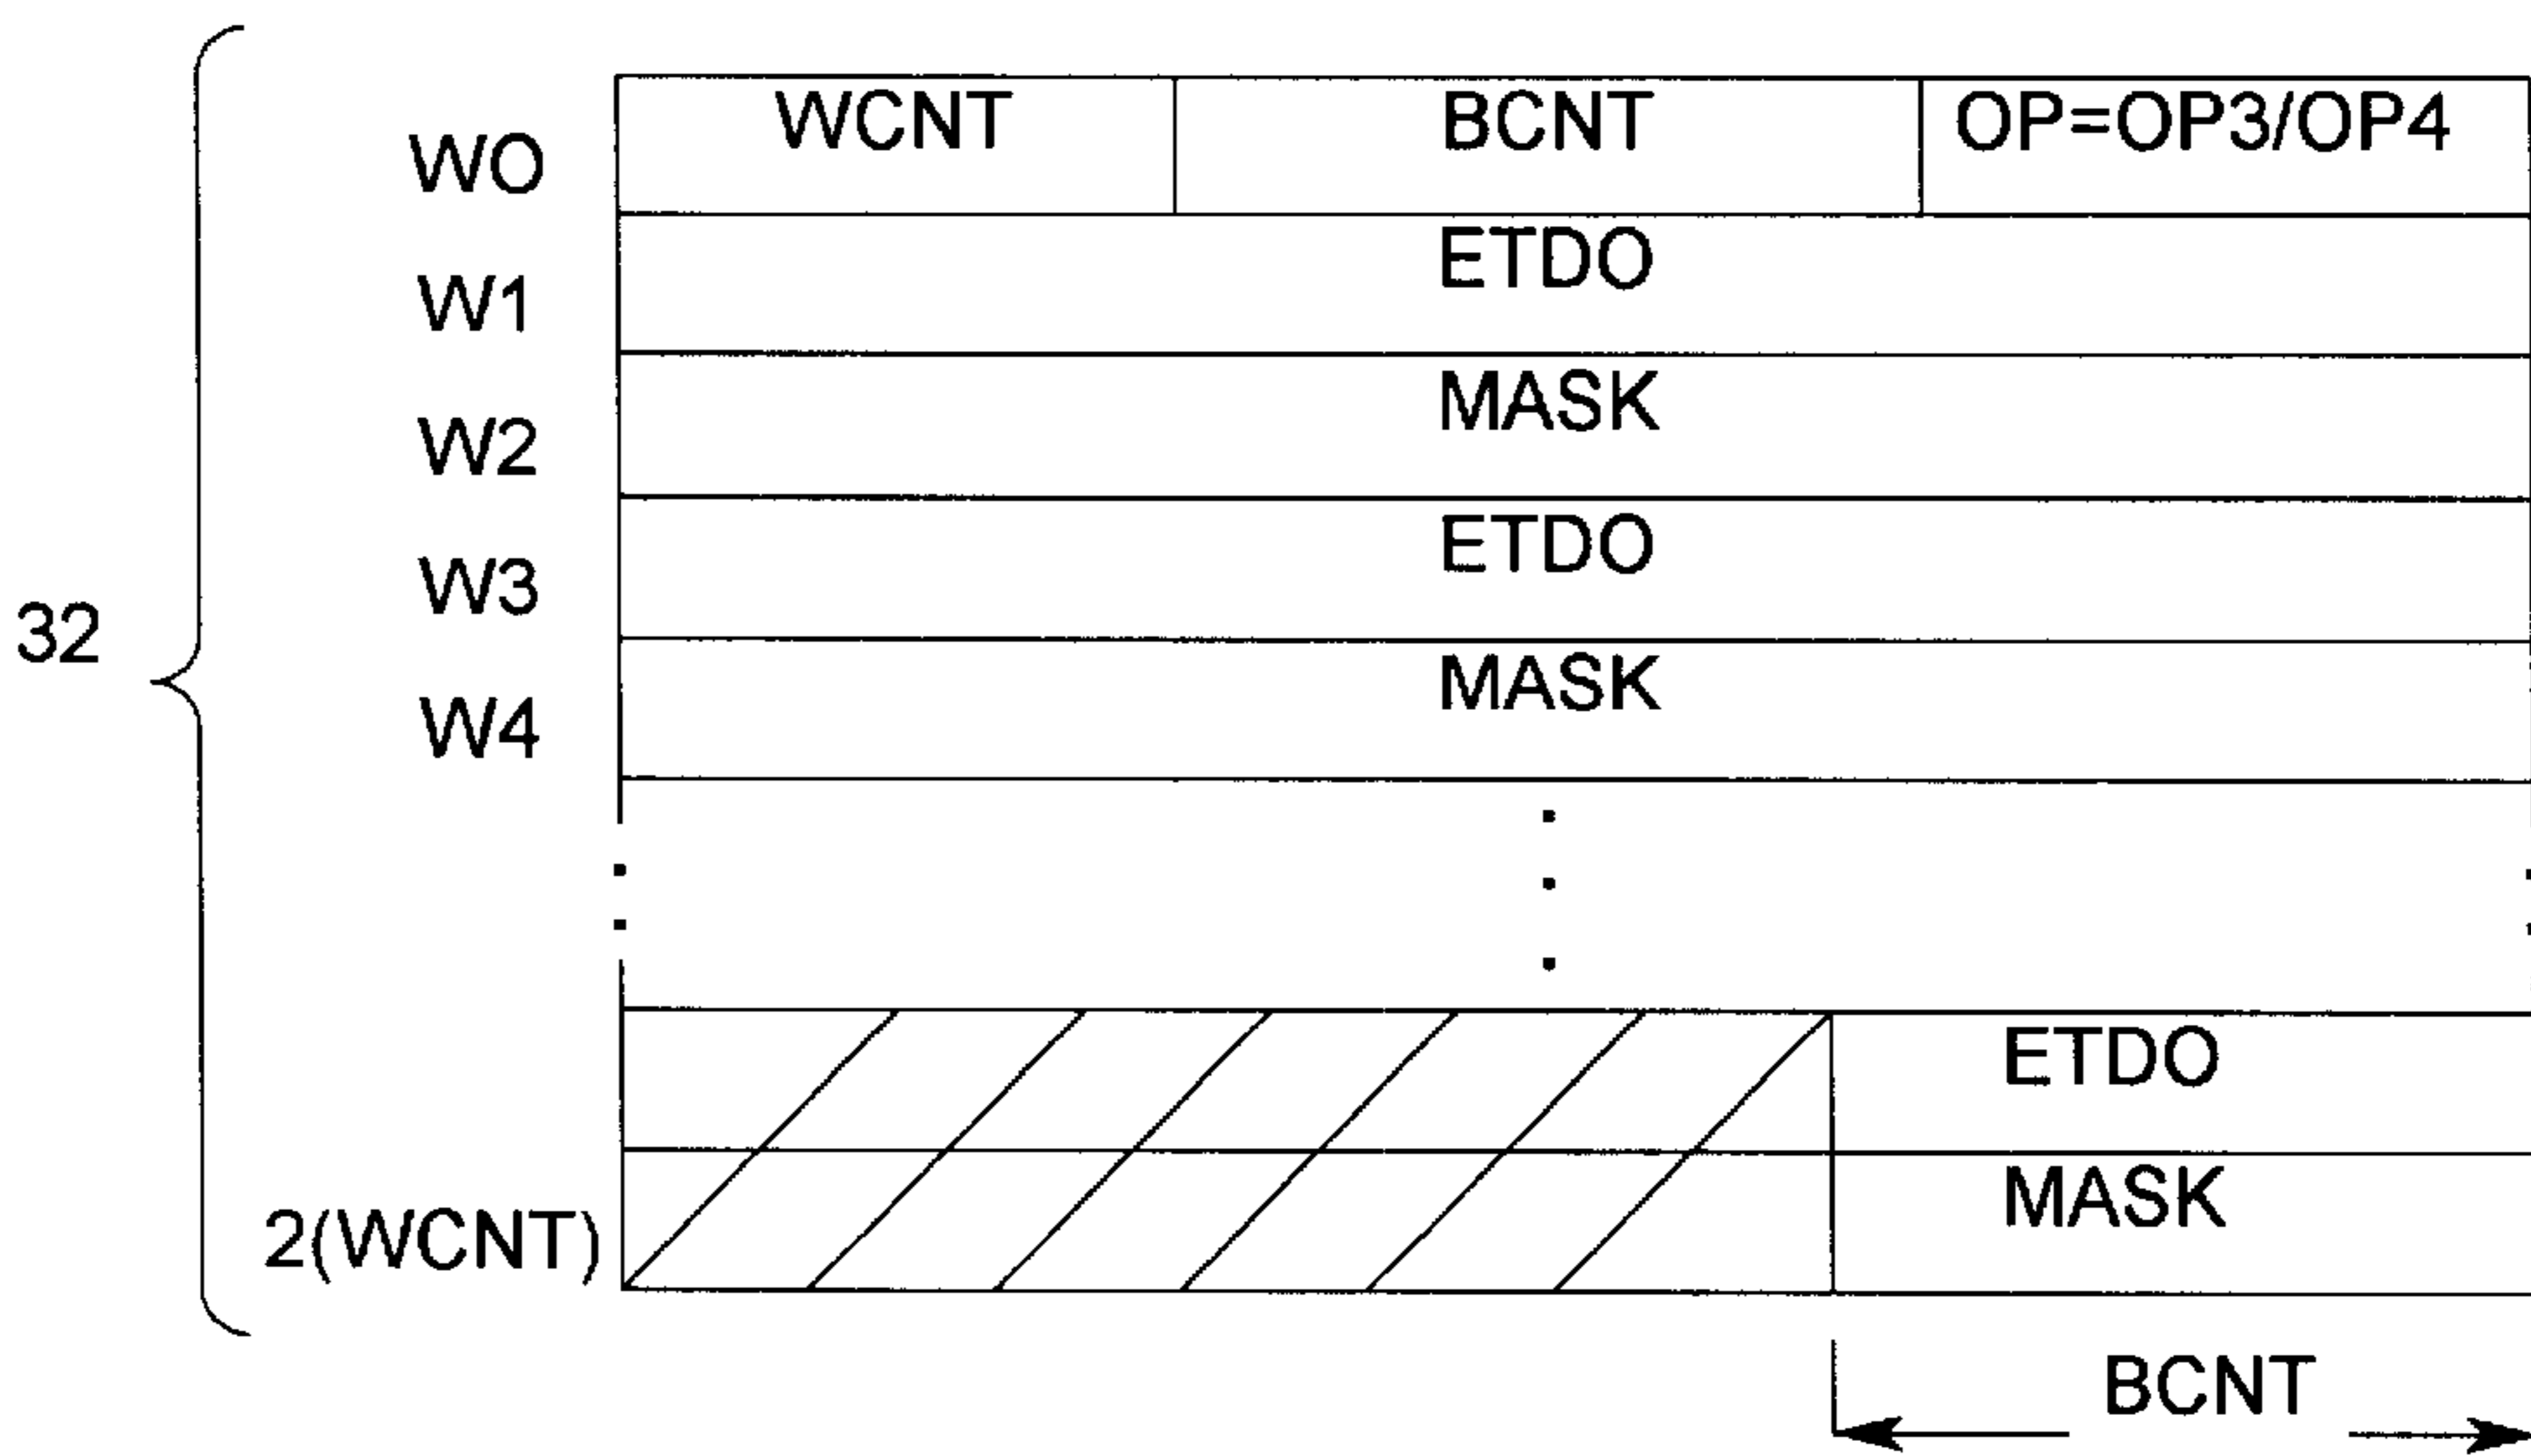 WCNT BCNT OP=OP3/OP4
W0
ETDO
W1
MASK
W2
ETDO
W3
32
MASK
W4
ETDO
MASK
2(WCNT)
BCNT